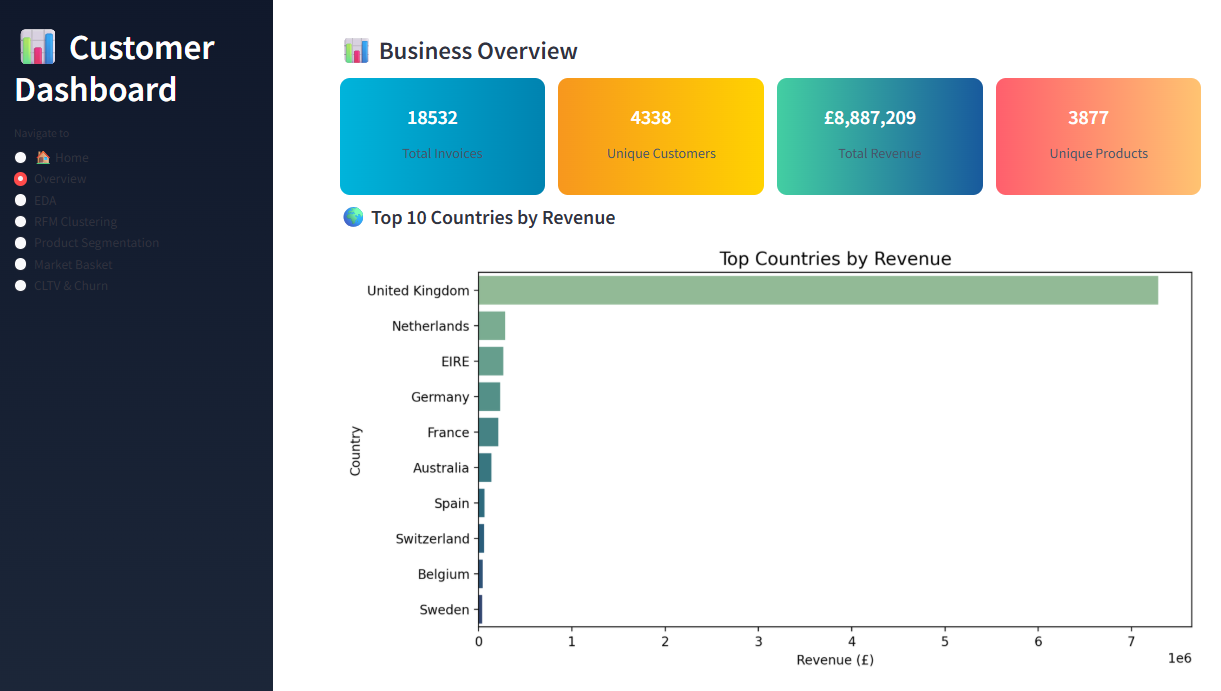 Customer
Dashboard
Navigate to
Home
Overview
EDA
RFM Clustering
Product Segmentation
Market Basket
CLTV & Churn
Business Overview
18532
Total Invoices
4338
Unique Customers
£8,887,209
Total Revenue
3877
Unique Products
Top 10 Countries by Revenue
Top Countries by Revenue
Country
United Kingdom
Netherlands
EIRE
Germany
France
Australia
Spain
Switzerland
Belgium
Sweden
0 1 2 3 4 5 6 7
1e6
Revenue (£)